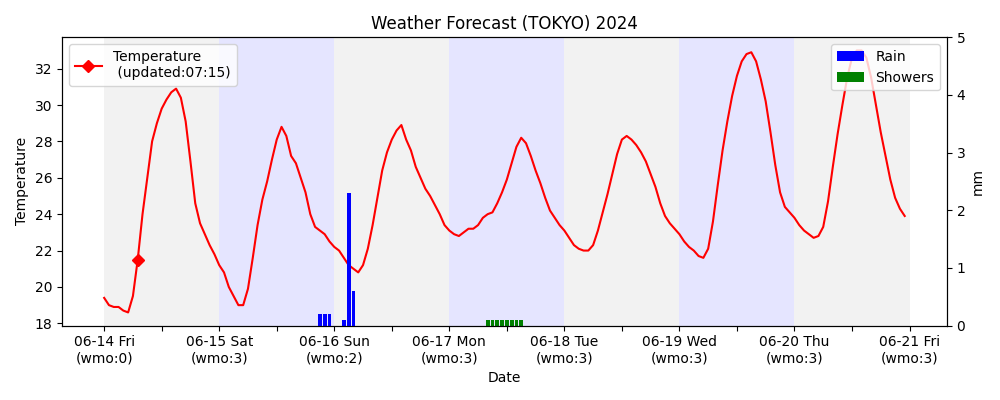 Weather Forecast (TOKYO) 2024
Temperature
(updated:07:15)
Rain
Showers
Temperature
32
30
28
26
24
22
20
18
5
4
3
2
1
0
mm
06-14 Fri
(wmo:0)
06-15 Sat
(wmo:3)
06-16 Sun
(wmo:2)
06-17 Mon
(wmo:3)
06-18 Tue
(wmo:3)
06-19 Wed
(wmo:3)
06-20 Thu
(wmo:3)
06-21 Fri
(wmo:3)
Date